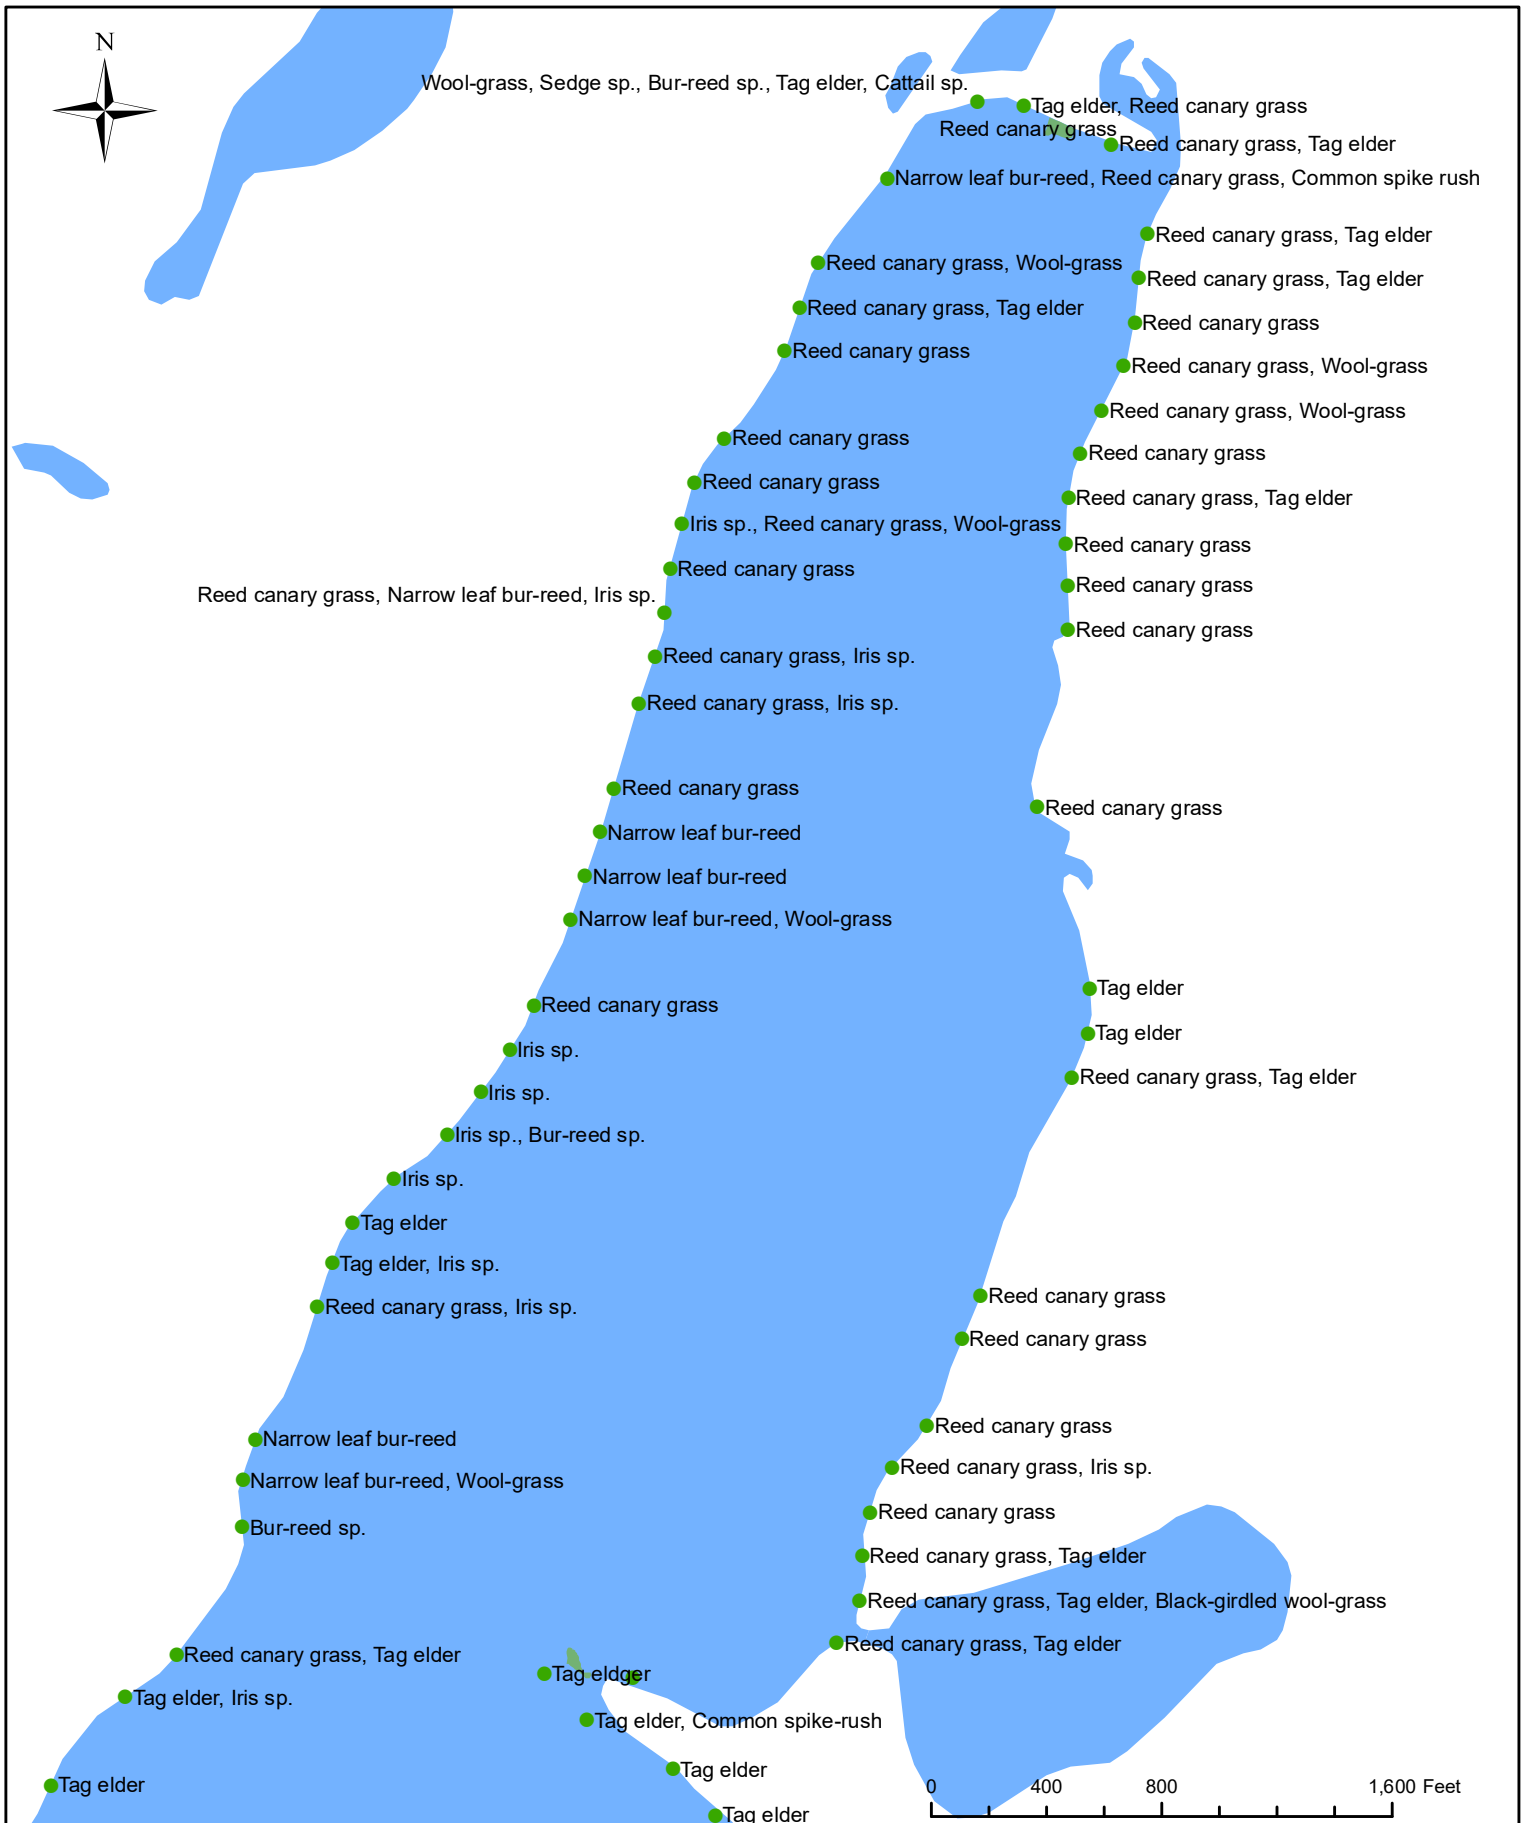 N
Wool-grass, Sedge sp., Bur-reed sp., Tag elder, Cattail sp.
Tag elder, Reed canary grass
Reed canary grass
Reed canary grass, Tag elder
Narrow leaf bur-reed, Reed canary grass, Common spike rush
Reed canary grass, Tag elder
Reed canary grass, Wool-grass
Reed canary grass, Tag elder
Reed canary grass, Tag elder
Reed canary grass
Reed canary grass
Reed canary grass, Wool-grass
Reed canary grass, Wool-grass
Reed canary grass
Reed canary grass
Reed canary grass
Reed canary grass, Tag elder
Iris sp., Reed canary grass, Wool-grass
Reed canary grass
Reed canary grass
Reed canary grass
Reed canary grass, Narrow leaf bur-reed, Iris sp.
Reed canary grass
Reed canary grass, Iris sp.
Reed canary grass, Iris sp.
Reed canary grass
Reed canary grass
Narrow leaf bur-reed
Narrow leaf bur-reed
Narrow leaf bur-reed, Wool-grass
Tag elder
Reed canary grass
Tag elder
Iris sp.
Reed canary grass, Tag elder
Iris sp.
Iris sp., Bur-reed sp.
Iris sp.
Tag elder
Tag elder, Iris sp.
Reed canary grass
Reed canary grass, Iris sp.
Reed canary grass
Reed canary grass
Narrow leaf bur-reed
Reed canary grass, Iris sp.
Narrow leaf bur-reed, Wool-grass
Reed canary grass
Bur-reed sp.
Reed canary grass, Tag elder
Reed canary grass, Tag elder, Black-girdled wool-grass
Reed canary grass, Tag elder
Reed canary grass, Tag elder
Tag
Tag elder, Iris sp.
Tag elder, Common spike-rush
Tag elder
Tag elder
0 400 800 1,600 Feet
Tag elder